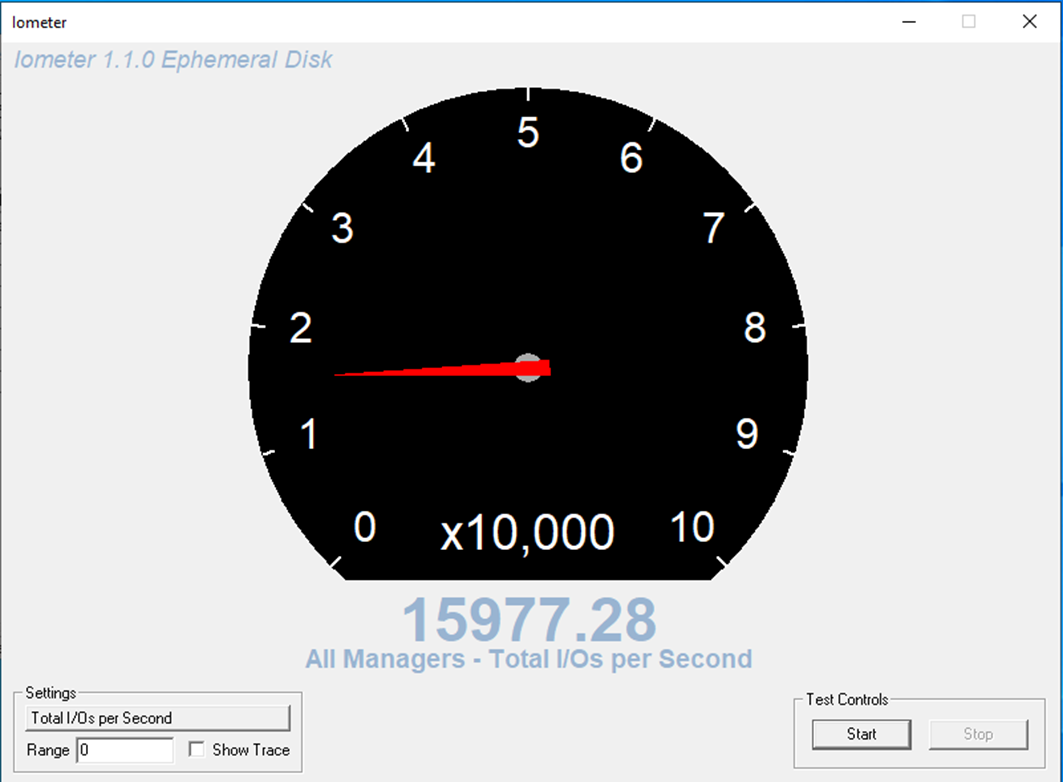 Iometer
Iometer 1.1.0 Ephemeral Disk
5
4
6
3
7
2
8
1
9
0
x10,000
10
15977.28
All Managers - Total I/Os per Second
Settings
Total I/Os per Second
Range 0 Show Trace
Test Controls
Start Stop